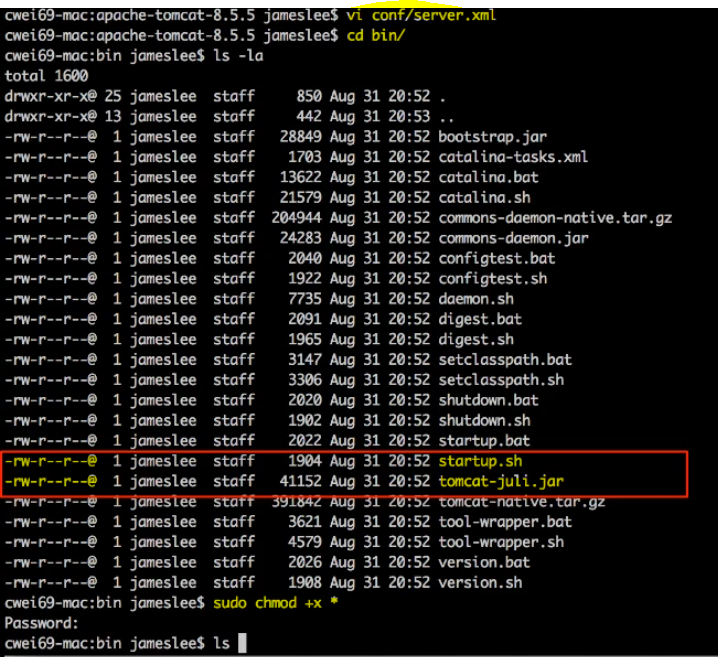 cwei69-mac:apache-tomcat-8.5.5 jameslee$ vi conf/server.xml
cwei69-mac:apache-tomcat-8.5.5 jameslee$ cd bin/
cwei69-mac:bin jameslee$ ls -la
total 1600
drwxr-xr-x@ 25 jameslee  staff     850 Aug 31 20:52 .
drwxr-xr-x@ 13 jameslee  staff     442 Aug 31 20:53 ..
-rw-r--r--@  1 jameslee  staff   28849 Aug 31 20:52 bootstrap.jar
-rw-r--r--@  1 jameslee  staff    1703 Aug 31 20:52 catalina-tasks.xml
-rw-r--r--@  1 jameslee  staff   13622 Aug 31 20:52 catalina.bat
-rw-r--r--@  1 jameslee  staff   21579 Aug 31 20:52 catalina.sh
-rw-r--r--@  1 jameslee  staff  204944 Aug 31 20:52 commons-daemon-native.tar.gz
-rw-r--r--@  1 jameslee  staff   24283 Aug 31 20:52 commons-daemon.jar
-rw-r--r--@  1 jameslee  staff    2040 Aug 31 20:52 configtest.bat
-rw-r--r--@  1 jameslee  staff    1922 Aug 31 20:52 configtest.sh
-rw-r--r--@  1 jameslee  staff    7735 Aug 31 20:52 daemon.sh
-rw-r--r--@  1 jameslee  staff    2091 Aug 31 20:52 digest.bat
-rw-r--r--@  1 jameslee  staff    1965 Aug 31 20:52 digest.sh
-rw-r--r--@  1 jameslee  staff    3147 Aug 31 20:52 setclasspath.bat
-rw-r--r--@  1 jameslee  staff    3306 Aug 31 20:52 setclasspath.sh
-rw-r--r--@  1 jameslee  staff    2020 Aug 31 20:52 shutdown.bat
-rw-r--r--@  1 jameslee  staff    1902 Aug 31 20:52 shutdown.sh
-rw-r--r--@  1 jameslee  staff    2022 Aug 31 20:52 startup.bat
-rw-r--r--@  1 jameslee  staff    1904 Aug 31 20:52 startup.sh
-rw-r--r--@  1 jameslee  staff   41152 Aug 31 20:52 tomcat-juli.jar
-rw-r--r--@  1 jameslee  staff  391842 Aug 31 20:52 tomcat-native.tar.gz
-rw-r--r--@  1 jameslee  staff    3621 Aug 31 20:52 tool-wrapper.bat
-rw-r--r--@  1 jameslee  staff    4579 Aug 31 20:52 tool-wrapper.sh
-rw-r--r--@  1 jameslee  staff    2026 Aug 31 20:52 version.bat
-rw-r--r--@  1 jameslee  staff    1908 Aug 31 20:52 version.sh
cwei69-mac:bin jameslee$ sudo chmod +x *
Password:
cwei69-mac:bin jameslee$ ls